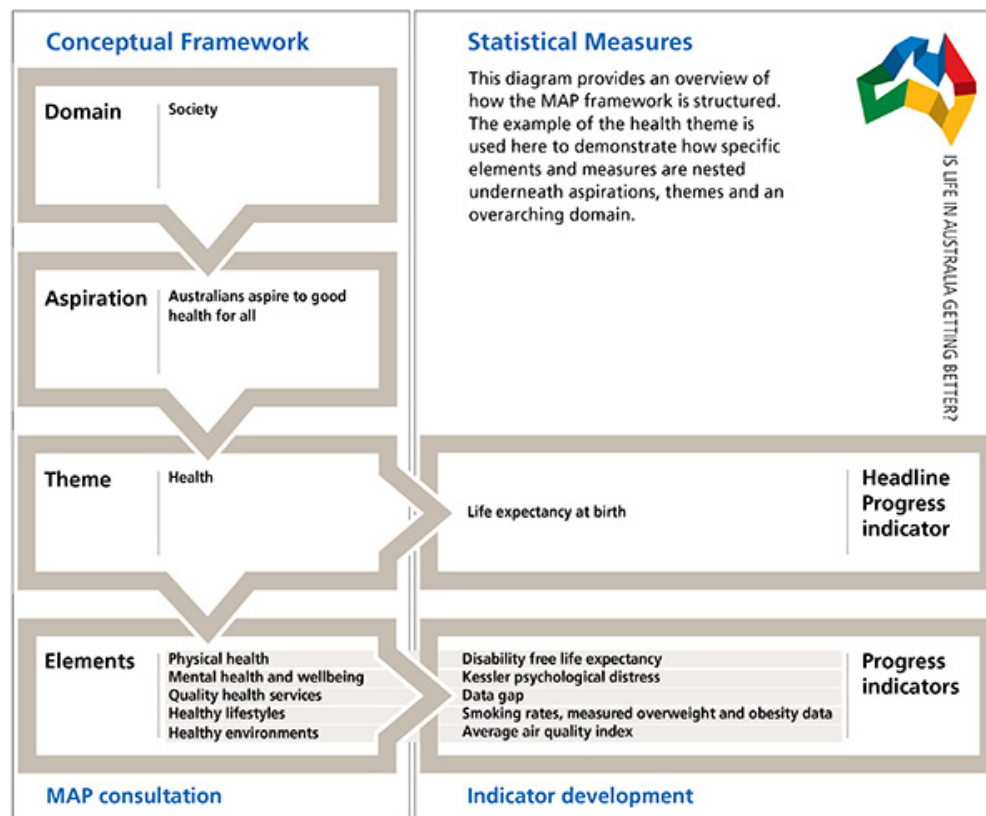 Conceptual Framework
Domain
Society
Aspiration
Australians aspire to good
health for all
Theme
Health
Elements
Physical health
Mental health and wellbeing
Quality health services
Healthy lifestyles
Healthy environments
MAP consultation
Statistical Measures
This diagram provides an overview of
how the MAP framework is structured.
The example of the health theme is
used here to demonstrate how specific
elements and measures are nested
underneath aspirations, themes and an
overarching domain.
IS LIFE IN AUSTRALIA GETTING BETTER?
Life expectancy at birth
Headline
Progress
indicator
Disability free life expectancy
Kessler psychological distress
Data gap
Smoking rates, measured overweight and obesity data
Average air quality index
Progress
indicators
Indicator development